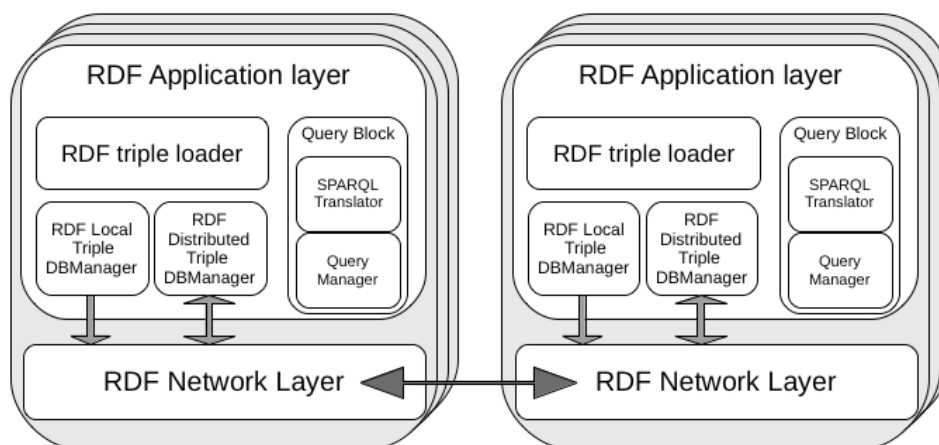 RDF Application layer
RDF triple loader
Query Block
SPARQL
Translator
RDF Local
Triple
DBManager
RDF
Distributed
Triple
DBManager
Query
Manager
RDF Network Layer
RDF Application layer
RDF triple loader
Query Block
SPARQL
Translator
RDF Local
Triple
DBManager
RDF
Distributed
Triple
DBManager
Query
Manager
RDF Network Layer